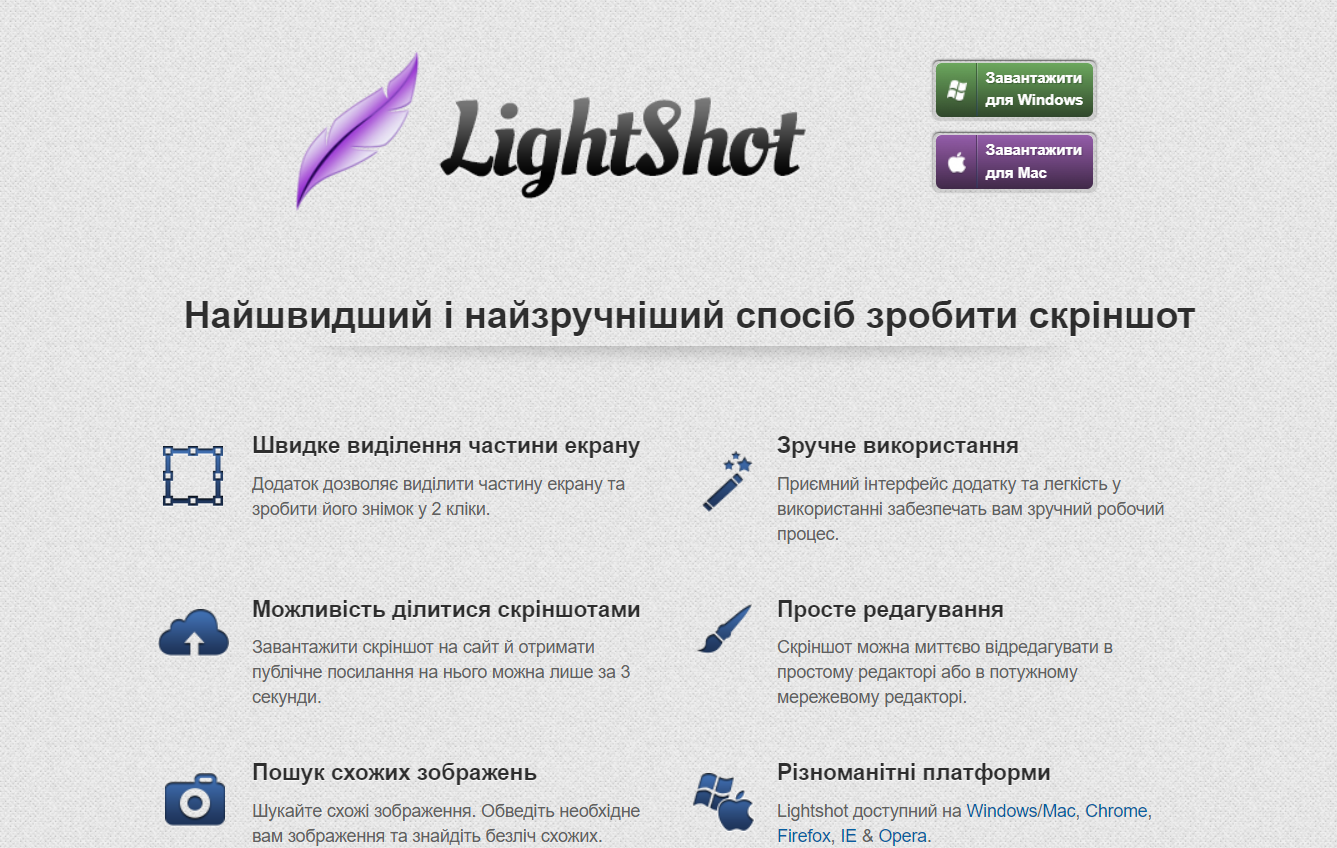 LightShot
Завантажити
для Windows
Завантажити
для Mac
Найшвидший і найзручніший спосіб зробити скріншот
Швидке виділення частини екрану
Додаток дозволяє виділити частину екрану та
зробити його знімок у 2 кліки.
Зручне використання
Приємний інтерфейс додатку та легкість у
використанні забезпечать вам зручний робочий
процес.
Можливість ділитися скріншотами
Завантажити скріншот на сайт й отримати
публічне посилання на нього можна лише за 3
секунди.
Просте редагування
Скріншот можна миттєво відредагувати в
простому редакторі або в потужному
мережевому редакторі.
Пошук схожих зображень
Шукайте схожі зображення. Обведіть необхідне
вам зображення та знайдіть безліч схожих.
Різноманітні платформи
Lightshot доступний на Windows/Mac, Chrome,
Firefox, IE & Opera.